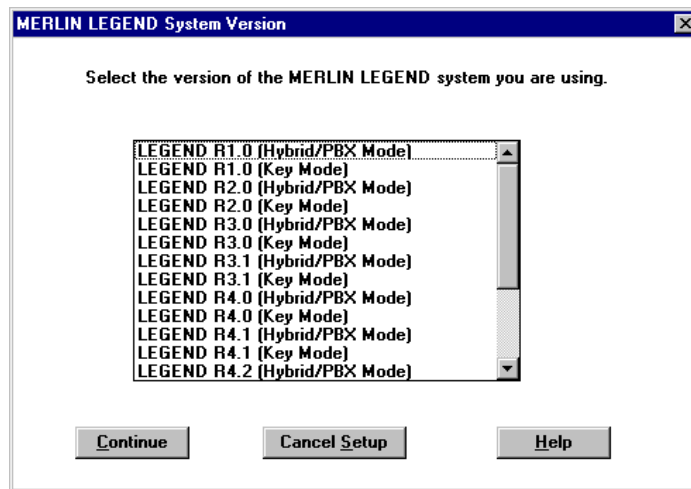 MERLIN LEGEND System Version
Select the version of the MERLIN LEGEND system you are using.
LEGEND R1.0 (Hybrid/PBX Mode)
LEGEND R1.0 (Key Mode)
LEGEND R2.0 (Hybrid/PBX Mode)
LEGEND R2.0 (Key Mode)
LEGEND R3.0 (Hybrid/PBX Mode)
LEGEND R3.0 (Key Mode)
LEGEND R3.1 (Hybrid/PBX Mode)
LEGEND R3.1 (Key Mode)
LEGEND R4.0 (Hybrid/PBX Mode)
LEGEND R4.0 (Key Mode)
LEGEND R4.1 (Hybrid/PBX Mode)
LEGEND R4.1 (Key Mode)
LEGEND R4.2 (Hybrid/PBX Mode)
Continue Cancel Setup Help